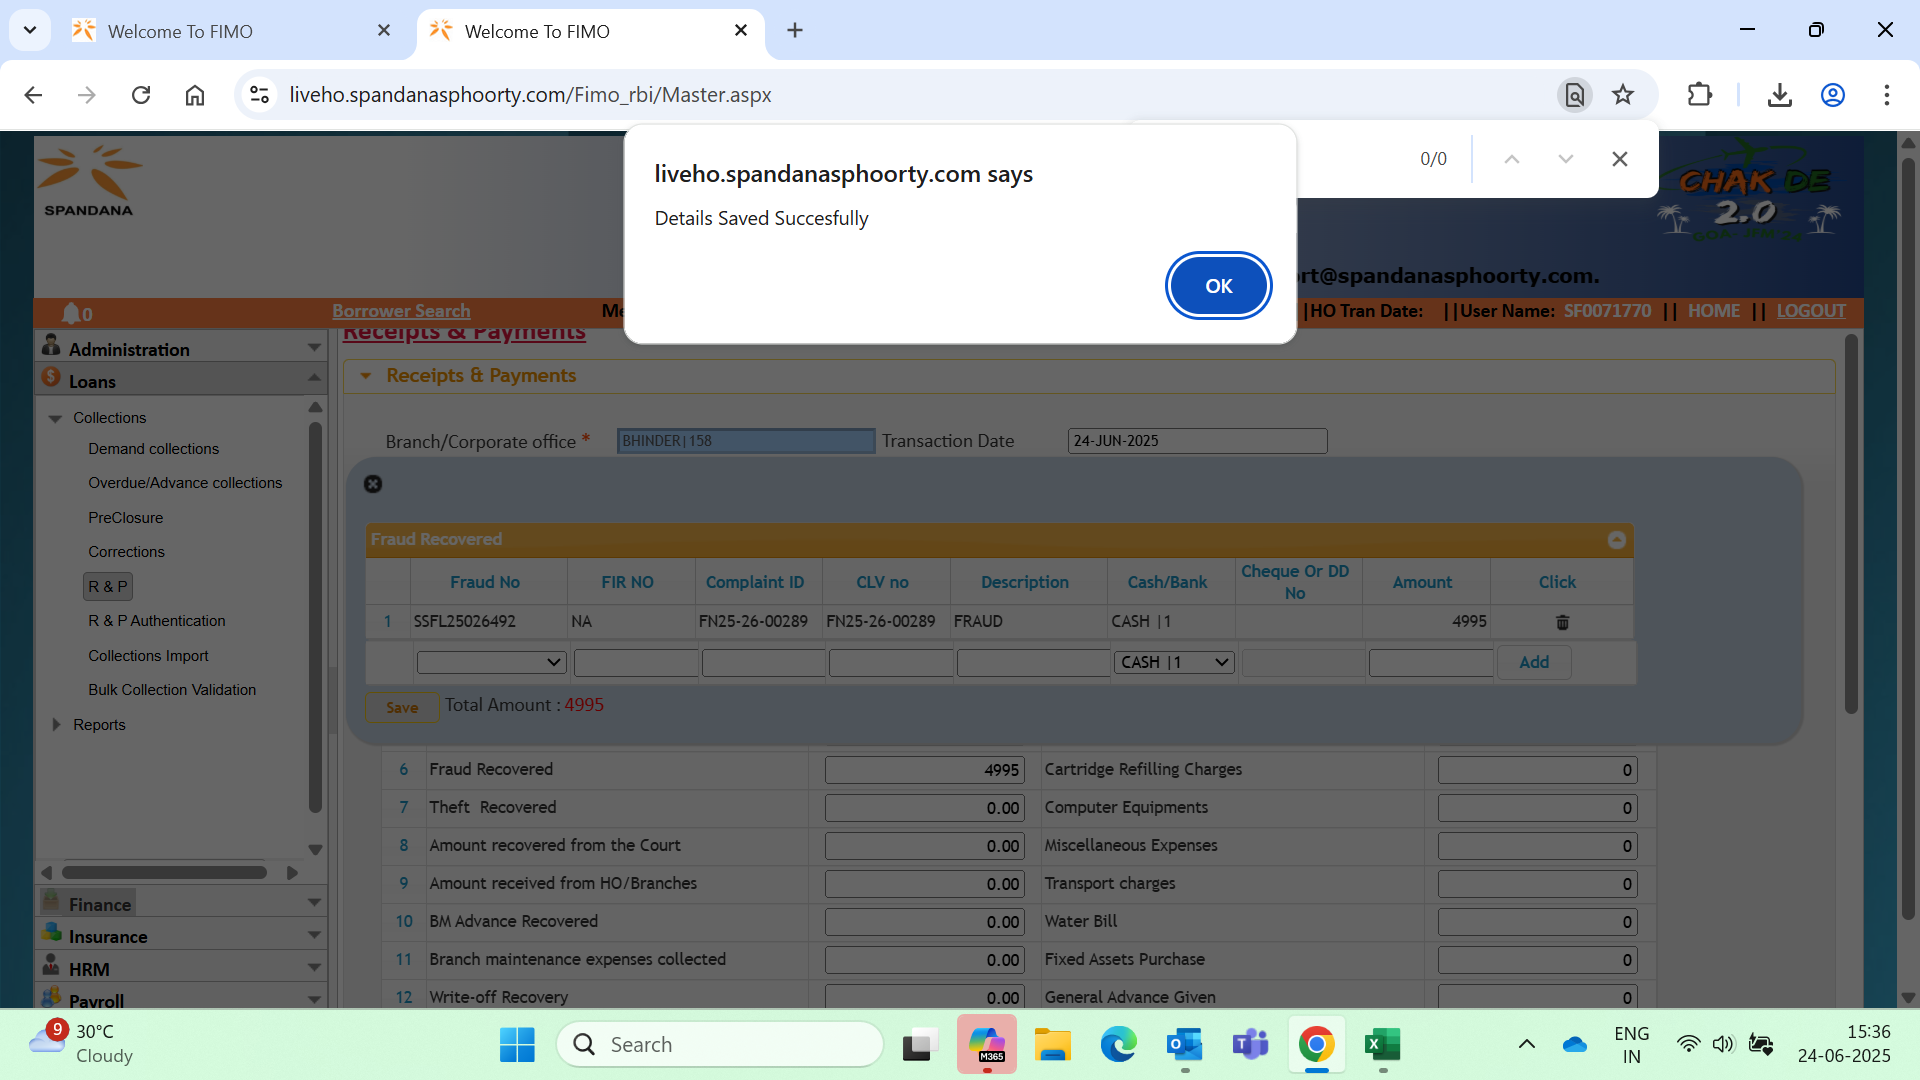 Welcome To FIMO
Welcome To FIMO
liveho.spandanasphoorty.com/Fimo_rbi/Master.aspx
0/0
liveho.spandanasphoorty.com says
Details Saved Succesfully
OK
SPANDANA
CHAK DE
2.0
rt@spandanasphoorty.com.
0
Borrower Search
Me
|HO Tran Date: ||User Name: SF0071770 || HOME || LOGOUT
Receipts & Payments
Administration
Loans
Collections
Demand collections
Overdue/Advance collections
PreClosure
Corrections
R & P
R & P Authentication
Collections Import
Bulk Collection Validation
Reports
Finance
Insurance
HRM
Payroll
Receipts & Payments
Branch/Corporate office * BHINDER|158 Transaction Date 24-JUN-2025
Fraud Recovered
Fraud No FIR NO Complaint ID CLV no Description Cash/Bank Cheque Or DD No Amount Click
1 SSFL25026492 NA FN25-26-00289 FN25-26-00289 FRAUD CASH |1 4995
CASH |1 Add
Save Total Amount : 4995
6 Fraud Recovered 4995 Cartridge Refilling Charges 0
7 Theft Recovered 0.00 Computer Equipments 0
8 Amount recovered from the Court 0.00 Miscellaneous Expenses 0
9 Amount received from HO/Branches 0.00 Transport charges 0
10 BM Advance Recovered 0.00 Water Bill 0
11 Branch maintenance expenses collected 0.00 Fixed Assets Purchase 0
12 Write-off Recovery 0.00 General Advance Given 0
9
30°C
Cloudy
Search
M365
ENG
IN
15:36
24-06-2025